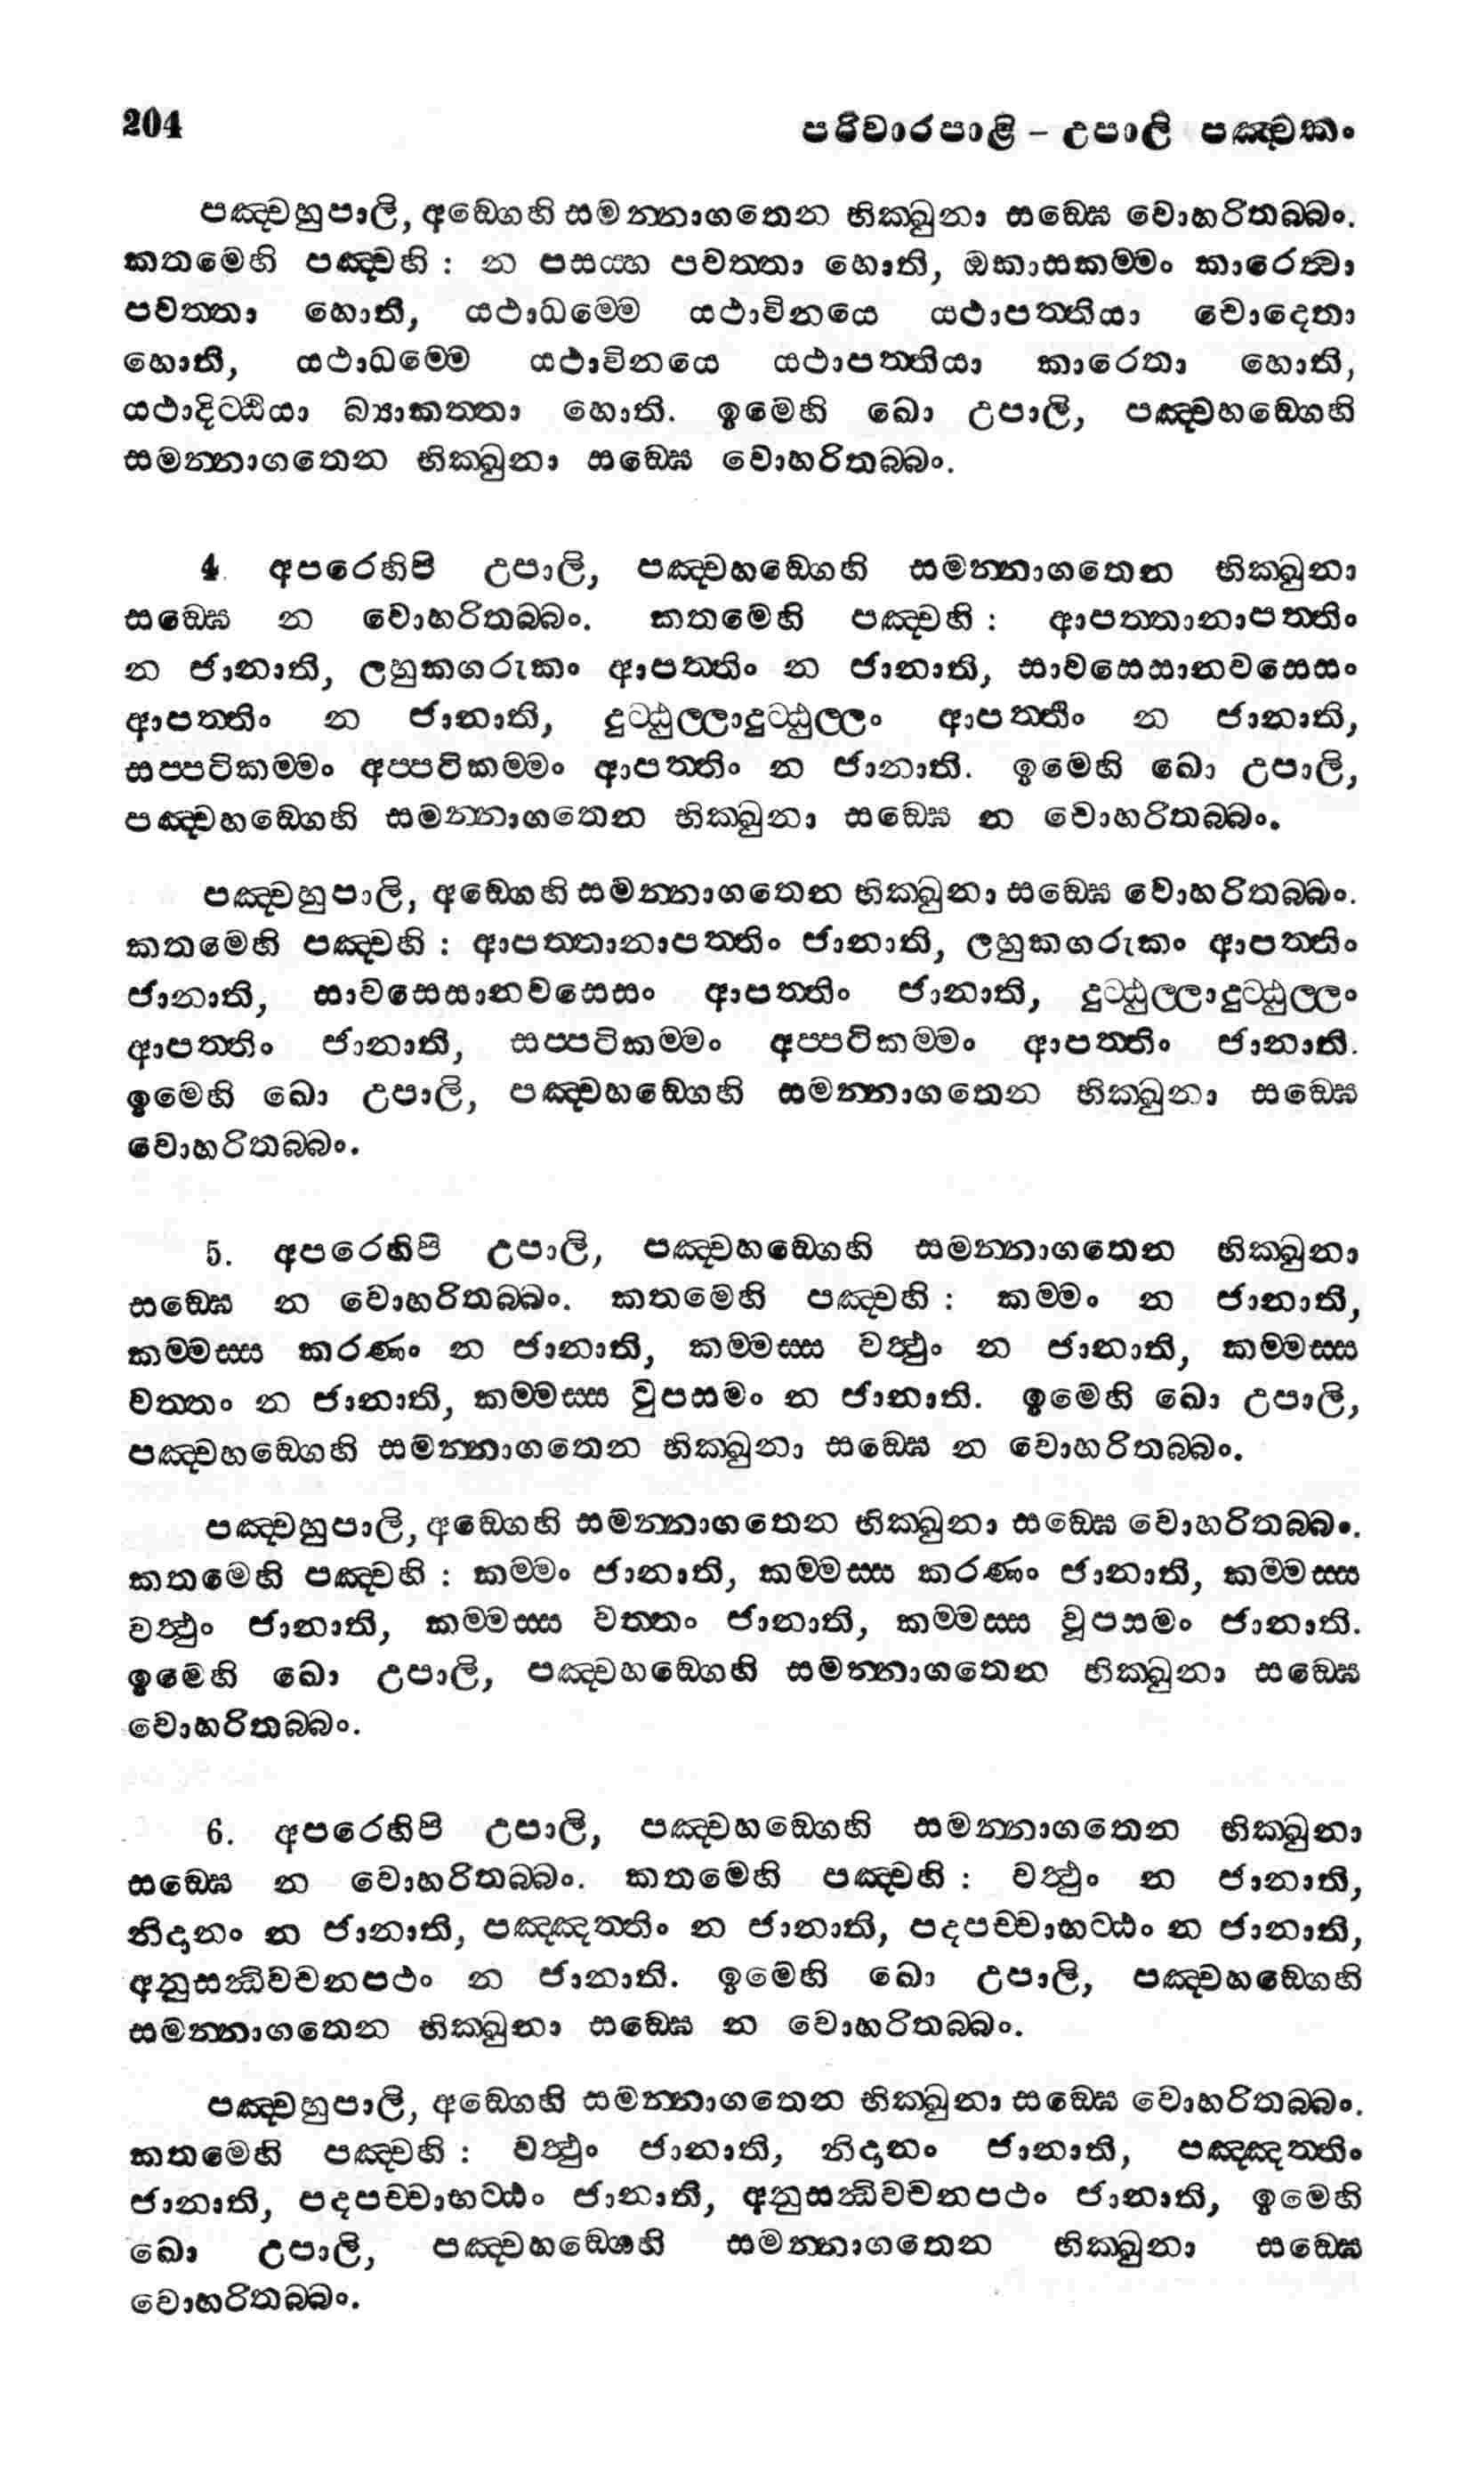 204 පරිවාරපාළි – උපාලි පඤ්චකං
පඤ්චහුපාලි, අඞ්ගෙහි සමන්නාගතෙන භික්ඛුනා සඞ්ඝෙ වොහරිතබ්බං.
කතමෙහි පඤ්චහි : න පසය්හ පවත්තා හොති, ඔකාසකම්මං කාරෙත්වා
පවත්තා හොති, යථාධම්මෙ යථාවිනයෙ යථාපත්තියා චොදෙතා
හොති, යථාධම්මෙ යථාවිනයෙ යථාපත්තියා කාරෙතා හොති,
යථාදිට්ඨියා බ්‍යාකත්තා හොති. ඉමෙහි ඛො උපාලි, පඤ්චහඞ්ගෙහි
සමන්නාගතෙන භික්ඛුනා සඞ්ඝෙ වොහරිතබ්බං.
4. අපරෙහිපි උපාලි, පඤ්චහඞ්ගෙහි සමන්නාගතෙන භික්ඛුනා
සඞ්ඝෙ න වොහරිතබ්බං. කතමෙහි පඤ්චහි : ආපත්තානාපත්තිං
න ජානාති, ලහුකගරුකං ආපත්තිං න ජානාති, සාවසෙසානවසෙසං
ආපත්තිං න ජානාති, දුට්ඨුල්ලාදුට්ඨුල්ලං ආපත්තිං න ජානාති,
සප්පටිකම්මං අප්පටිකම්මං ආපත්තිං න ජානාති. ඉමෙහි ඛො උපාලි,
පඤ්චහඞ්ගෙහි සමන්නාගතෙන භික්ඛුනා සඞ්ඝෙ න වොහරිතබ්බං.
පඤ්චහුපාලි, අඞ්ගෙහි සමන්නාගතෙන භික්ඛුනා සඞ්ඝෙ වොහරිතබ්බං.
කතමෙහි පඤ්චහි : ආපත්තානාපත්තිං ජානාති, ලහුකගරුකං ආපත්තිං
ජානාති, සාවසෙසානවසෙසං ආපත්තිං ජානාති, දුට්ඨුල්ලාදුට්ඨුල්ලං
ආපත්තිං ජානාති, සප්පටිකම්මං අප්පටිකම්මං ආපත්තිං ජානාති.
ඉමෙහි ඛො උපාලි, පඤ්චහඞ්ගෙහි සමන්නාගතෙන භික්ඛුනා සඞ්ඝෙ
වොහරිතබ්බං.
5. අපරෙහිපි උපාලි, පඤ්චහඞ්ගෙහි සමන්නාගතෙන භික්ඛුනා
සඞ්ඝෙ න වොහරිතබ්බං. කතමෙහි පඤ්චහි : කම්මං න ජානාති,
කම්මස්ස කරණං න ජානාති, කම්මස්ස වත්ථුං න ජානාති, කම්මස්ස
වත්තං න ජානාති, කම්මස්ස වුපසමං න ජානාති. ඉමෙහි ඛො උපාලි,
පඤ්චහඞ්ගෙහි සමන්නාගතෙන භික්ඛුනා සඞ්ඝෙ න වොහරිතබ්බං.
පඤ්චහුපාලි, අඞ්ගෙහි සමන්නාගතෙන භික්ඛුනා සඞ්ඝෙ වොහරිතබ්බං.
කතමෙහි පඤ්චහි : කම්මං ජානාති, කම්මස්ස කරණං ජානාති, කම්මස්ස
වත්ථුං ජානාති, කම්මස්ස වත්තං ජානාති, කම්මස්ස වූපසමං ජානාති.
ඉමෙහි ඛො උපාලි, පඤ්චහඞ්ගෙහි සමන්නාගතෙන භික්ඛුනා සඞ්ඝෙ
වොහරිතබ්බං.
6. අපරෙහිපි උපාලි, පඤ්චහඞ්ගෙහි සමන්නාගතෙන භික්ඛුනා
සඞ්ඝෙ න වොහරිතබ්බං. කතමෙහි පඤ්චහි : වත්ථුං න ජානාති,
නිදානං න ජානාති, පඤ්ඤත්තිං න ජානාති, පදපච්චාභට්ඨං න ජානාති,
අනුසන්ධිවචනපථං න ජානාති. ඉමෙහි ඛො උපාලි, පඤ්චහඞ්ගෙහි
සමන්නාගතෙන භික්ඛුනා සඞ්ඝෙ න වොහරිතබ්බං.
පඤ්චහුපාලි, අඞ්ගෙහි සමන්නාගතෙන භික්ඛුනා සඞ්ඝෙ වොහරිතබ්බං.
කතමෙහි පඤ්චහි : වත්ථුං ජානාති, නිදානං ජානාති, පඤ්ඤත්තිං
ජානාති, පදපච්චාභට්ඨං ජානාති, අනුසන්ධිවචනපථං ජානාති, ඉමෙහි
ඛො උපාලි, පඤ්චහඞ්ගෙහි සමන්නාගතෙන භික්ඛුනා සඞ්ඝෙ
වොහරිතබ්බං.